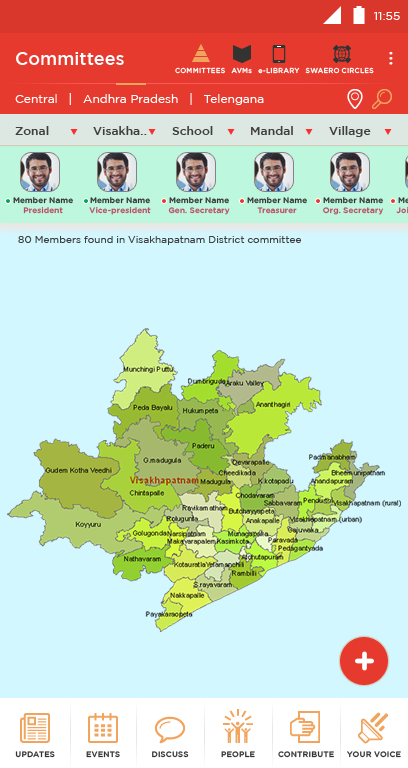 11:55
Committees
COMMITTEES AVMs e-LIBRARY SWAERO CIRCLES
Central | Andhra Pradesh | Telengana
Zonal Visakha.. School Mandal Village
Member Name Member Name Member Name Member Name Member Name Me
President Vice-president Gen. Secretary Treasurer Org. Secretary Joi
80 Members found in Visakhapatnam District committee
Munchingi Puttu
Dumbriguda Araku Valley
Peda Bayalu Hukumpeta Ananthagiri
Paderu
Padmanabham
G.madugula Devarapalle
Gudem Kotha Veedhi Cheedikada Bheemunipatnam
Visakhapatnam Madugula K.kotapadu Anandapuram
Chintapalle Chodavaram
Ravikamatham Sabbavaram Pendurthi Visakhapatnam (rural)
Butchayyapeta
Koyyuru Rolugunta Anakapalle Visakhapatnam (urban)
Golugonda Narsipatnam Munagapaka Gajuwaka
Makavarapalem Kasimkota Paravada
Pedagantyada
Nathavaram Atchutapuram
Kotauratla Yelamanchili
Rambilli
S.rayavaram
Nakkapalle
Payakaraopeta
UPDATES EVENTS DISCUSS PEOPLE CONTRIBUTE YOUR VOICE